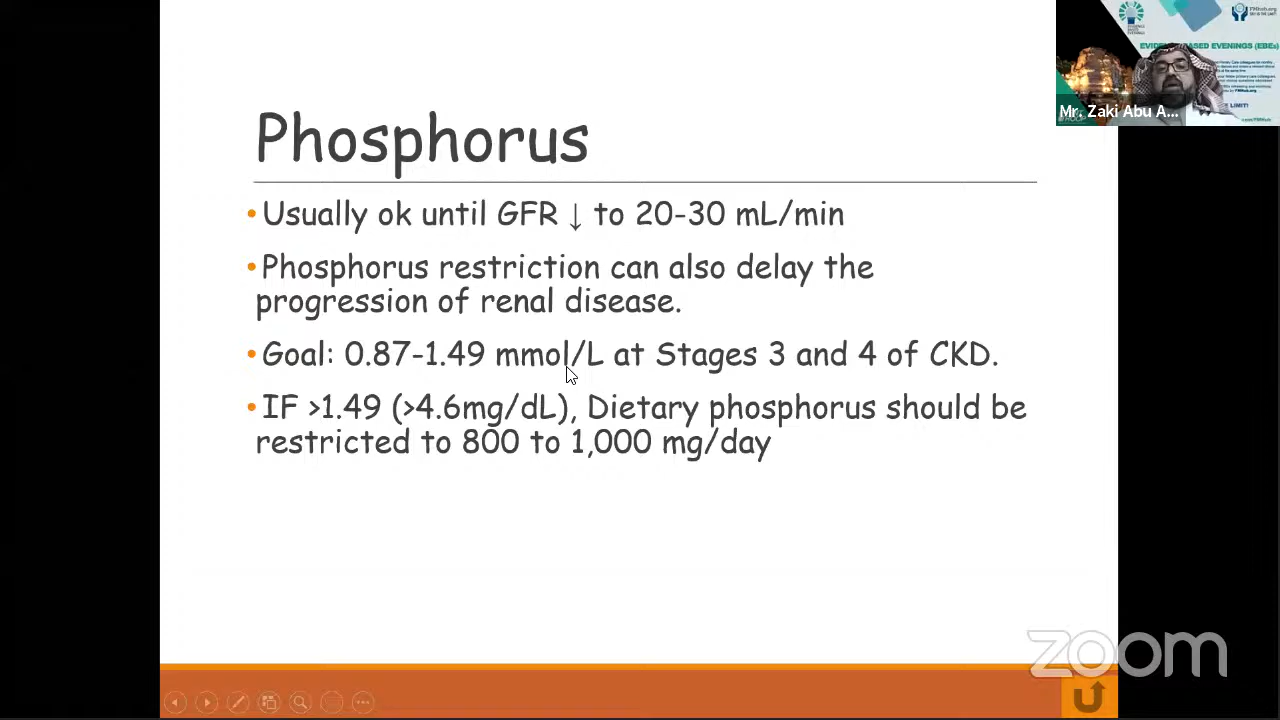 Phosphorus
•Usually ok until GFR ↓ to 20-30 mL/min
•Phosphorus restriction can also delay the
progression of renal disease.
•Goal: 0.87-1.49 mmol/L at Stages 3 and 4 of CKD.
•IF >1.49 (>4.6mg/dL), Dietary phosphorus should be
restricted to 800 to 1,000 mg/day
FMHub.org
Mr. Zaki Abu A...
zoom